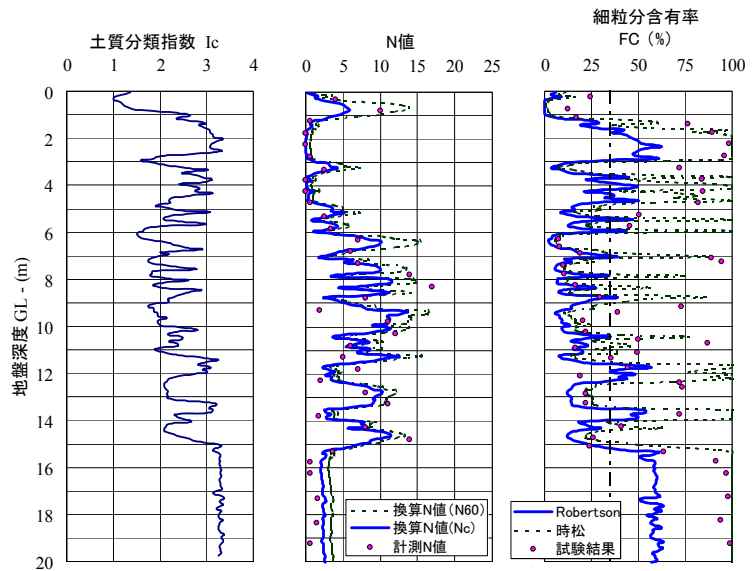 土質分類指数 Ic
0 1 2 3 4
N値
0 5 10 15 20 25
細粒分含有率
FC (%)
0 25 50 75 100
地盤深度 GL - (m)
0
2
4
6
8
10
12
14
16
18
20
換算N値(N60)
換算N値(Nc)
計測N値
Robertson
時松
試験結果